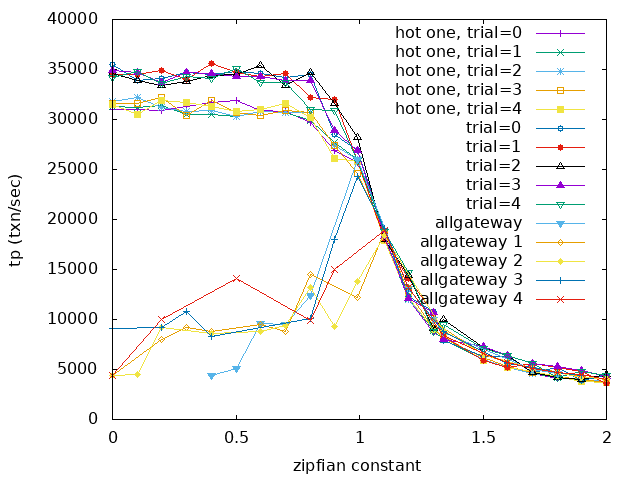 40000
35000
30000
25000
20000
15000
10000
5000
0
tp (txn/sec)
hot one, trial=0
hot one, trial=1
hot one, trial=2
hot one, trial=3
hot one, trial=4
trial=0
trial=1
trial=2
trial=3
trial=4
allgateway
allgateway 1
allgateway 2
allgateway 3
allgateway 4
0 0.5 1 1.5 2
zipfian constant